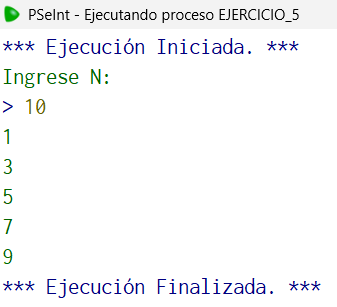 PSeInt - Ejecutando proceso EJERCICIO_5
*** Ejecución Iniciada. ***
Ingrese N:
> 10
1
3
5
7
9
*** Ejecución Finalizada. ***